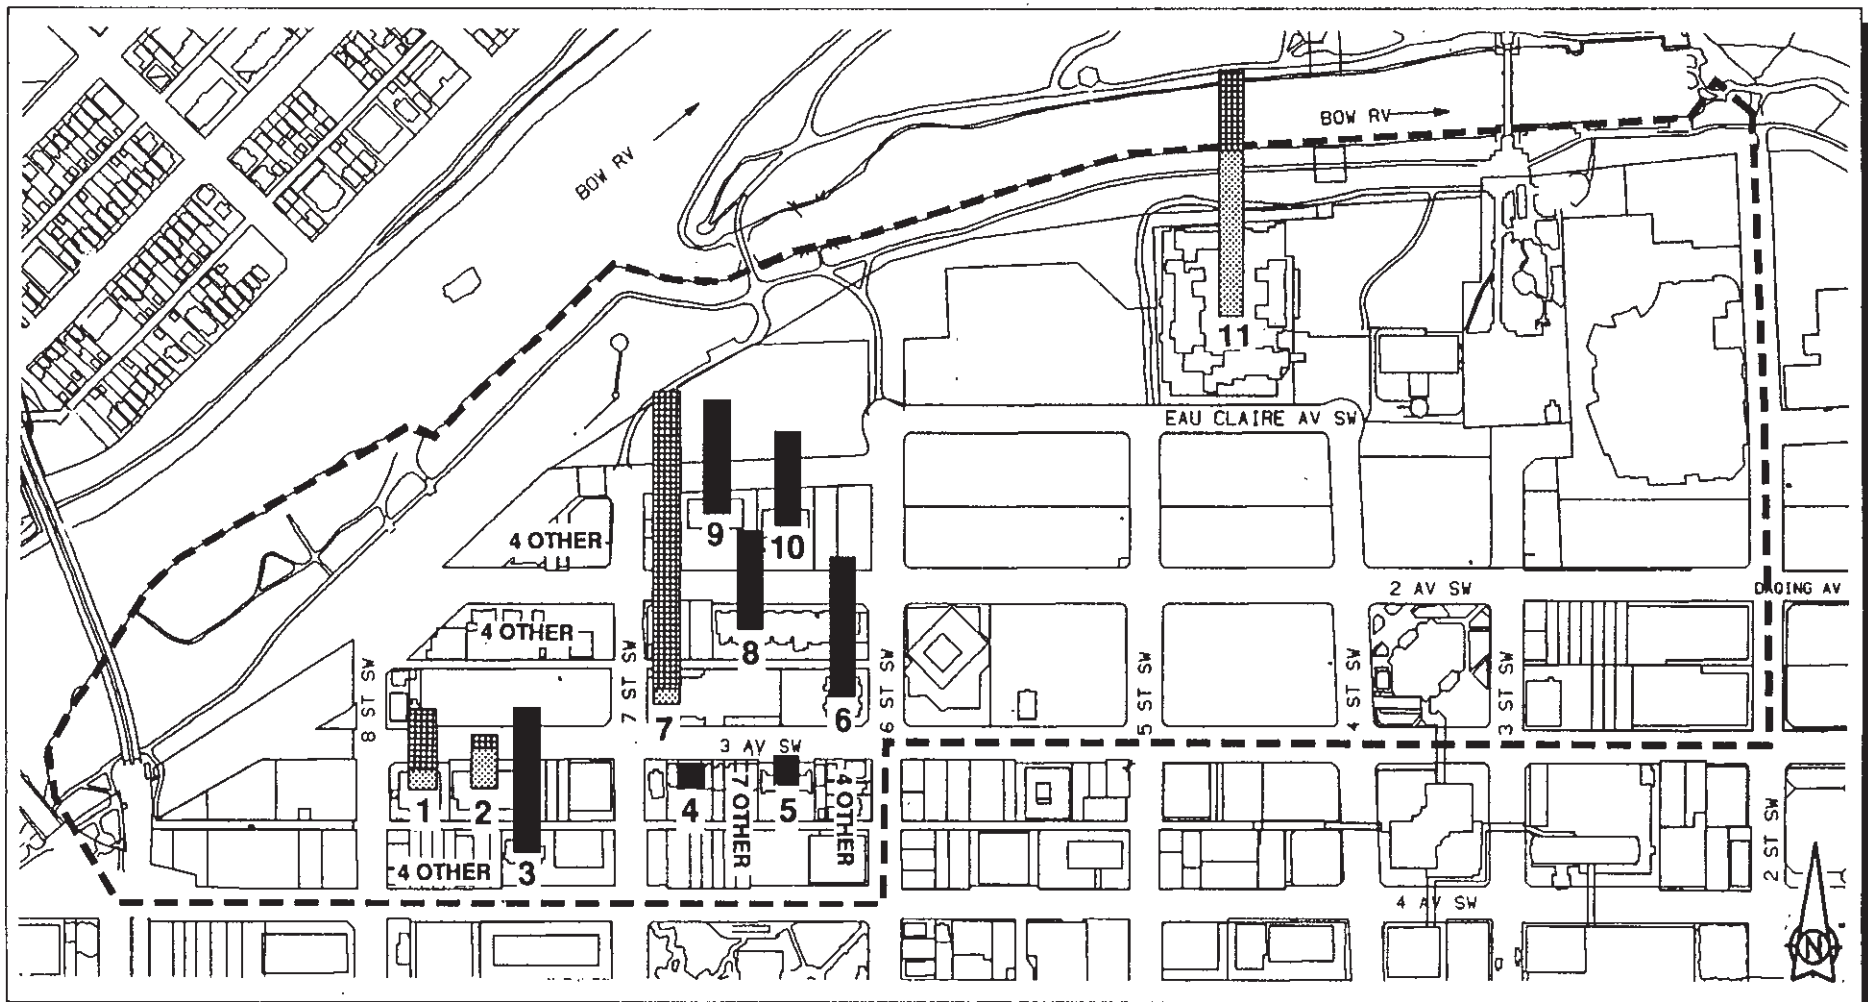 BOW RV
BOW RV
11
EAU CLAIRE AV SW
9
10
4 OTHER
2 AV SW
4 OTHER
8
8 ST SW
7 ST SW
7
6
6 ST SW
5 ST SW
4 ST SW
3 ST SW
3 AV SW
1
2
4
5
7 OTHER
4 OTHER
4 OTHER
3
2 ST SW
4 AV SW
N